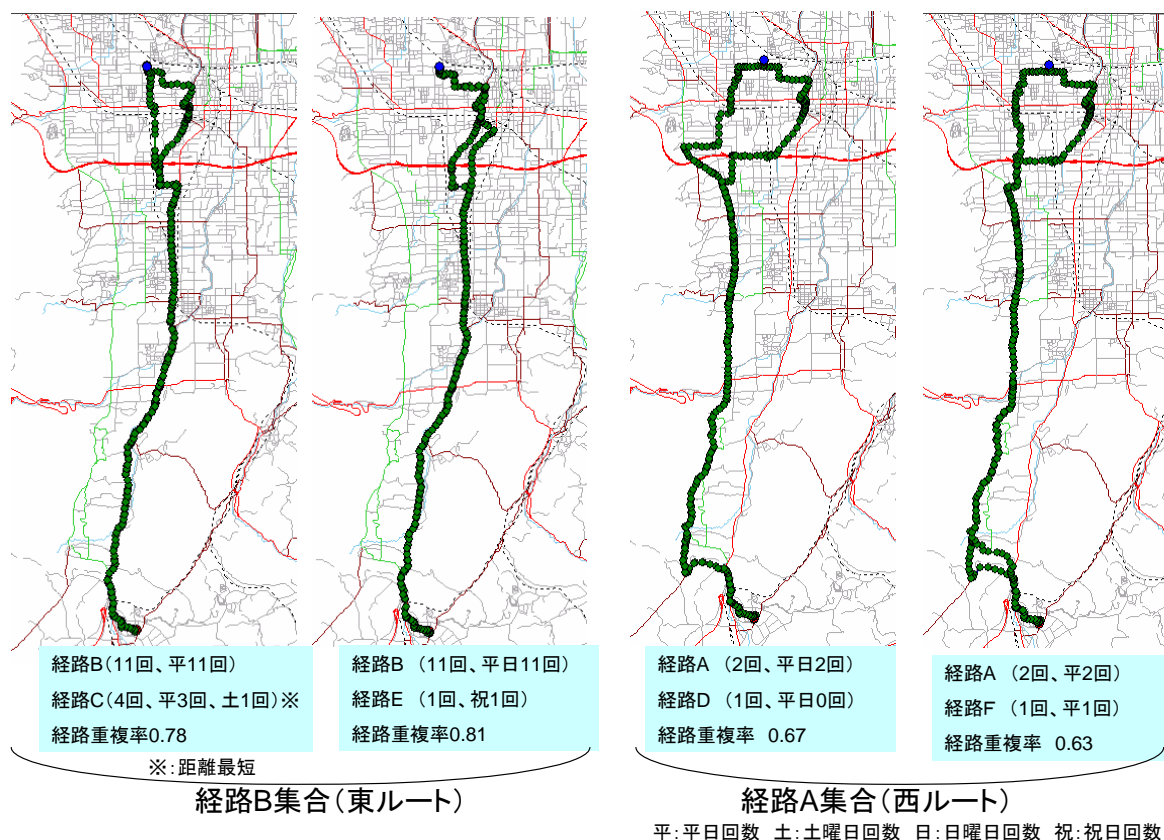 経路B(11回、平11回)
経路C(4回、平3回、土1回)※
経路重複率0.78
経路B (11回、平日11回)
経路E (1回、祝1回)
経路重複率0.81
経路A (2回、平日2回)
経路D (1回、平日0回)
経路重複率 0.67
経路A (2回、平2回)
経路F (1回、平1回)
経路重複率 0.63
※:距離最短
経路B集合(東ルート)
経路A集合(西ルート)
平:平日回数 土:土曜日回数 日:日曜日回数 祝:祝日回数